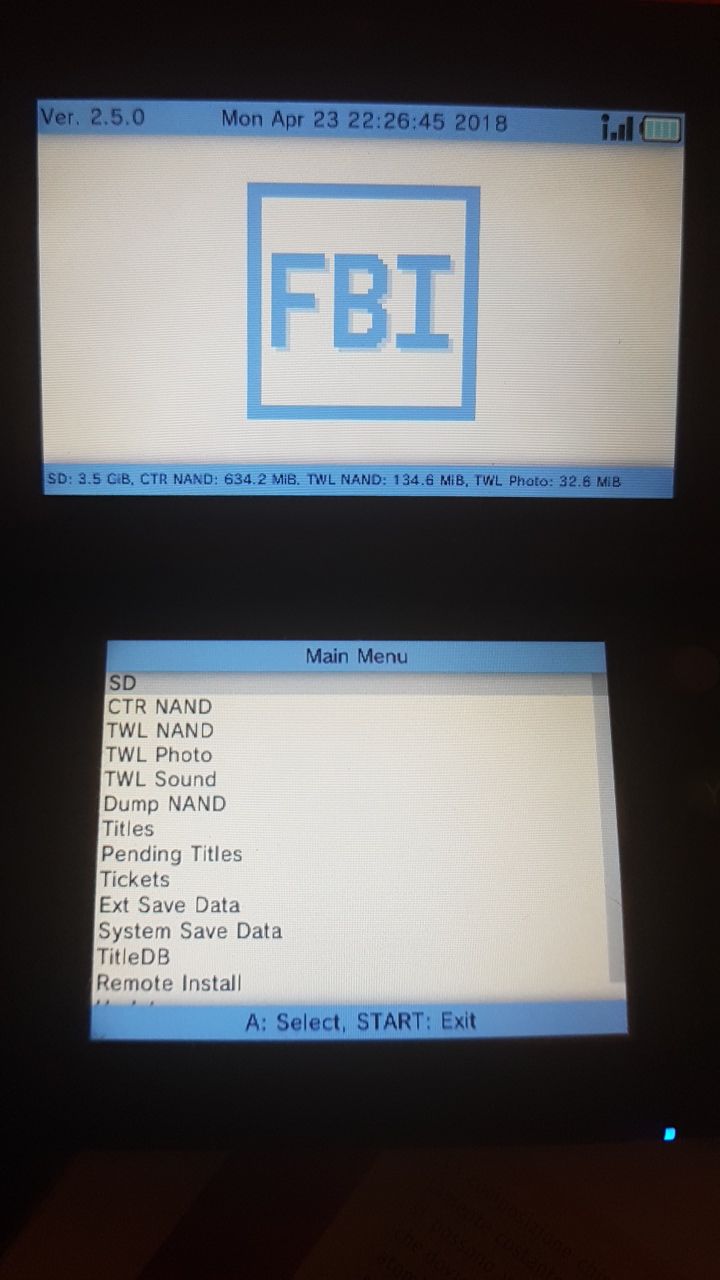 Ver. 2.5.0 Mon Apr 23 22:26:45 2018
FBI
SD: 3.5 GiB, CTR NAND: 634.2 MiB, TWL NAND: 134.6 MiB, TWL Photo: 32.6 MiB
Main Menu
SD
CTR NAND
TWL NAND
TWL Photo
TWL Sound
Dump NAND
Titles
Pending Titles
Tickets
Ext Save Data
System Save Data
TitleDB
Remote Install
A: Select, START: Exit
costante
possono